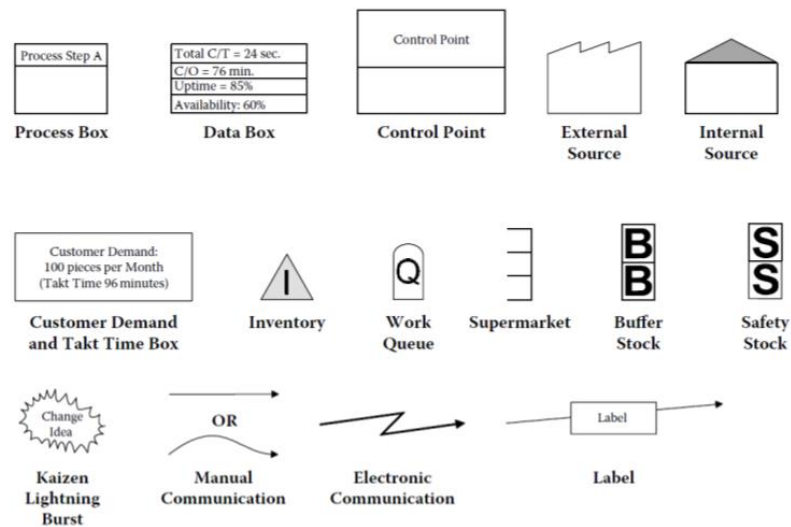 Process Step A
Total C/T = 24 sec.
C/O = 76 min.
Uptime = 85%
Availability: 60%
Control Point
Process Box
Data Box
Control Point
External
Source
Internal
Source
Customer Demand:
100 pieces per Month
(Takt Time 96 minutes)
I
Q
B
B
S
S
Customer Demand
and Takt Time Box
Inventory
Work
Queue
Supermarket
Buffer
Stock
Safety
Stock
Change
Idea
OR
Label
Kaizen
Lightning
Burst
Manual
Communication
Electronic
Communication
Label